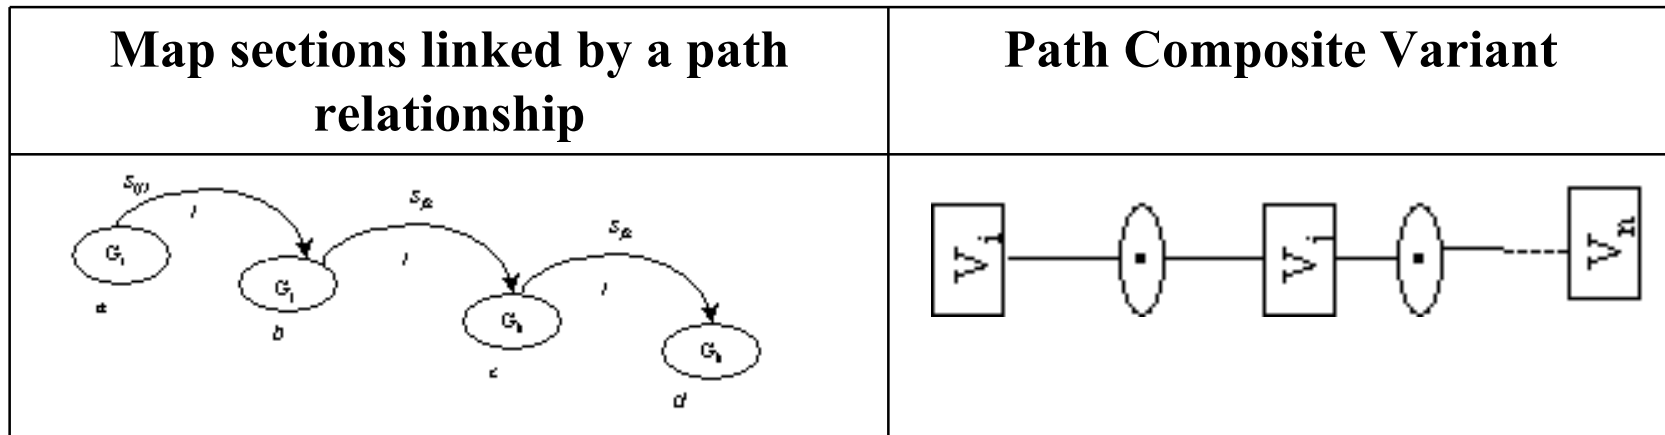 Map sections linked by a path
relationship
Path Composite Variant
G
a
G
b
G
c
G
d
V
V
V n